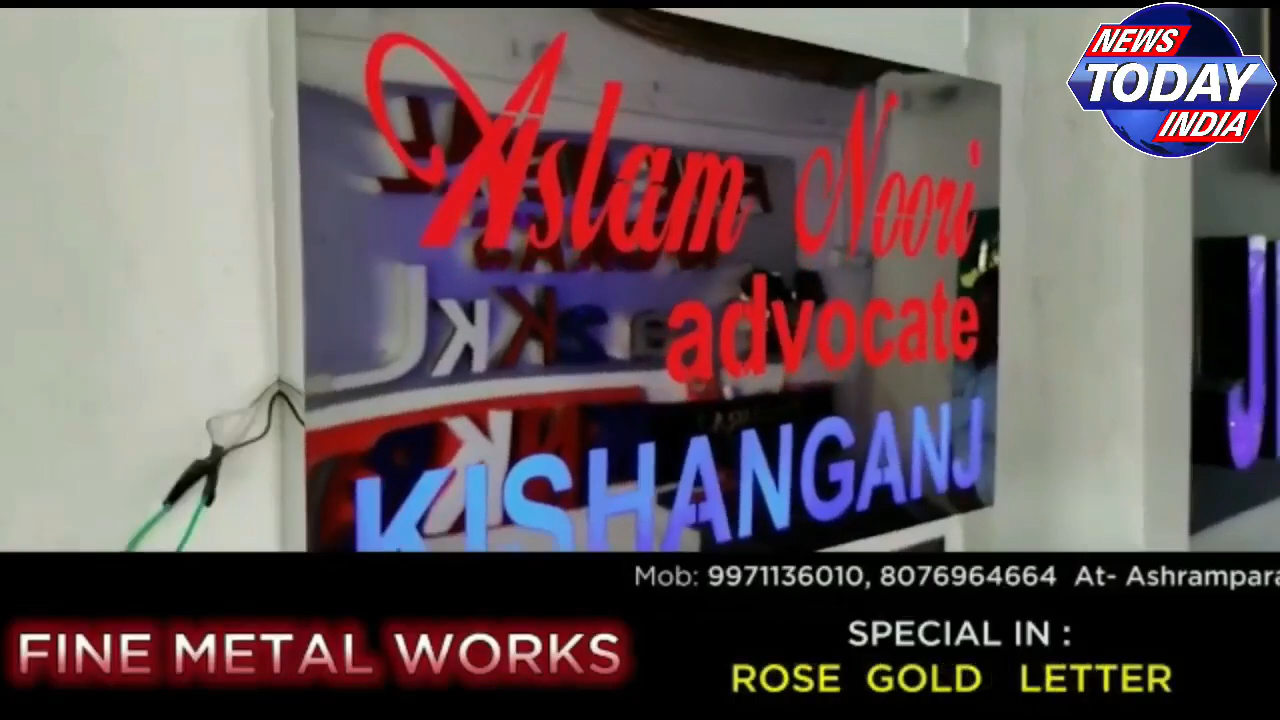 NEWS
TODAY
INDIA
Aslam Noori
advocate
KISHANGANJ
Mob: 9971136010, 8076964664 At- Ashrampara
FINE METAL WORKS
SPECIAL IN :
ROSE GOLD LETTER